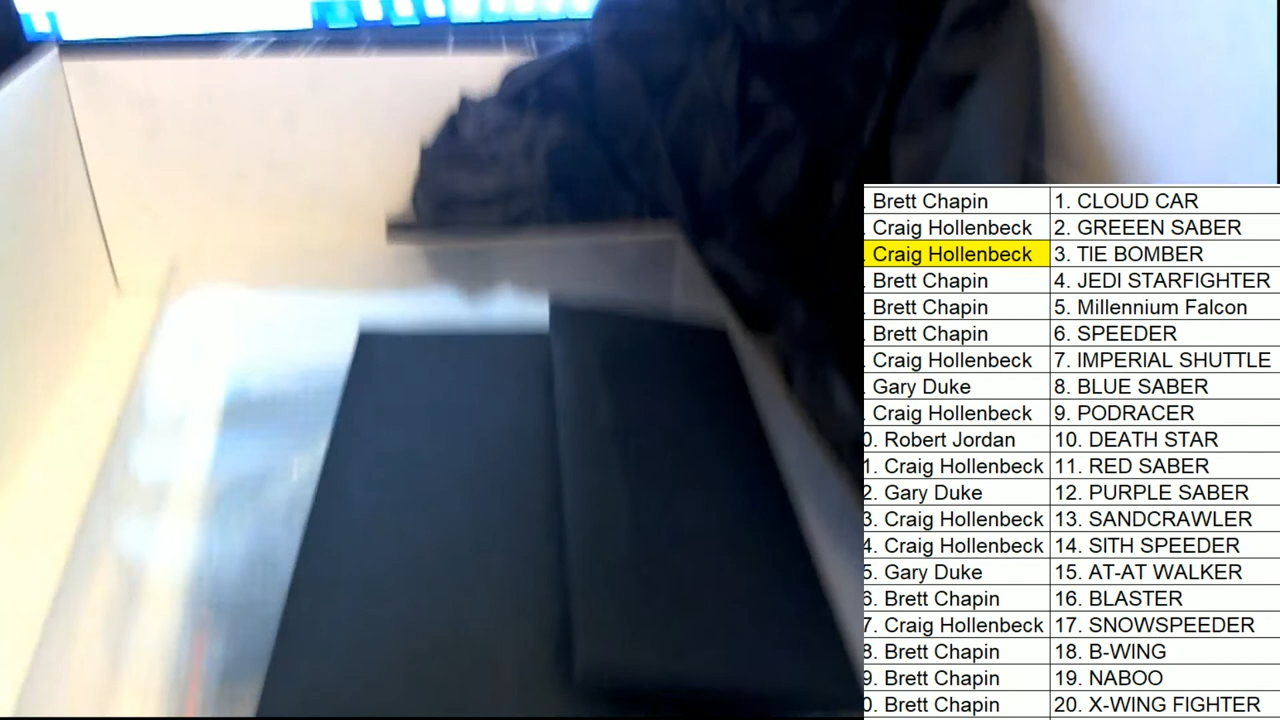 . Brett Chapin 1. CLOUD CAR
. Craig Hollenbeck 2. GREEEN SABER
. Craig Hollenbeck 3. TIE BOMBER
. Brett Chapin 4. JEDI STARFIGHTER
. Brett Chapin 5. Millennium Falcon
. Brett Chapin 6. SPEEDER
. Craig Hollenbeck 7. IMPERIAL SHUTTLE
. Gary Duke 8. BLUE SABER
. Craig Hollenbeck 9. PODRACER
0. Robert Jordan 10. DEATH STAR
1. Craig Hollenbeck 11. RED SABER
2. Gary Duke 12. PURPLE SABER
3. Craig Hollenbeck 13. SANDCRAWLER
4. Craig Hollenbeck 14. SITH SPEEDER
5. Gary Duke 15. AT-AT WALKER
6. Brett Chapin 16. BLASTER
7. Craig Hollenbeck 17. SNOWSPEEDER
8. Brett Chapin 18. B-WING
9. Brett Chapin 19. NABOO
0. Brett Chapin 20. X-WING FIGHTER